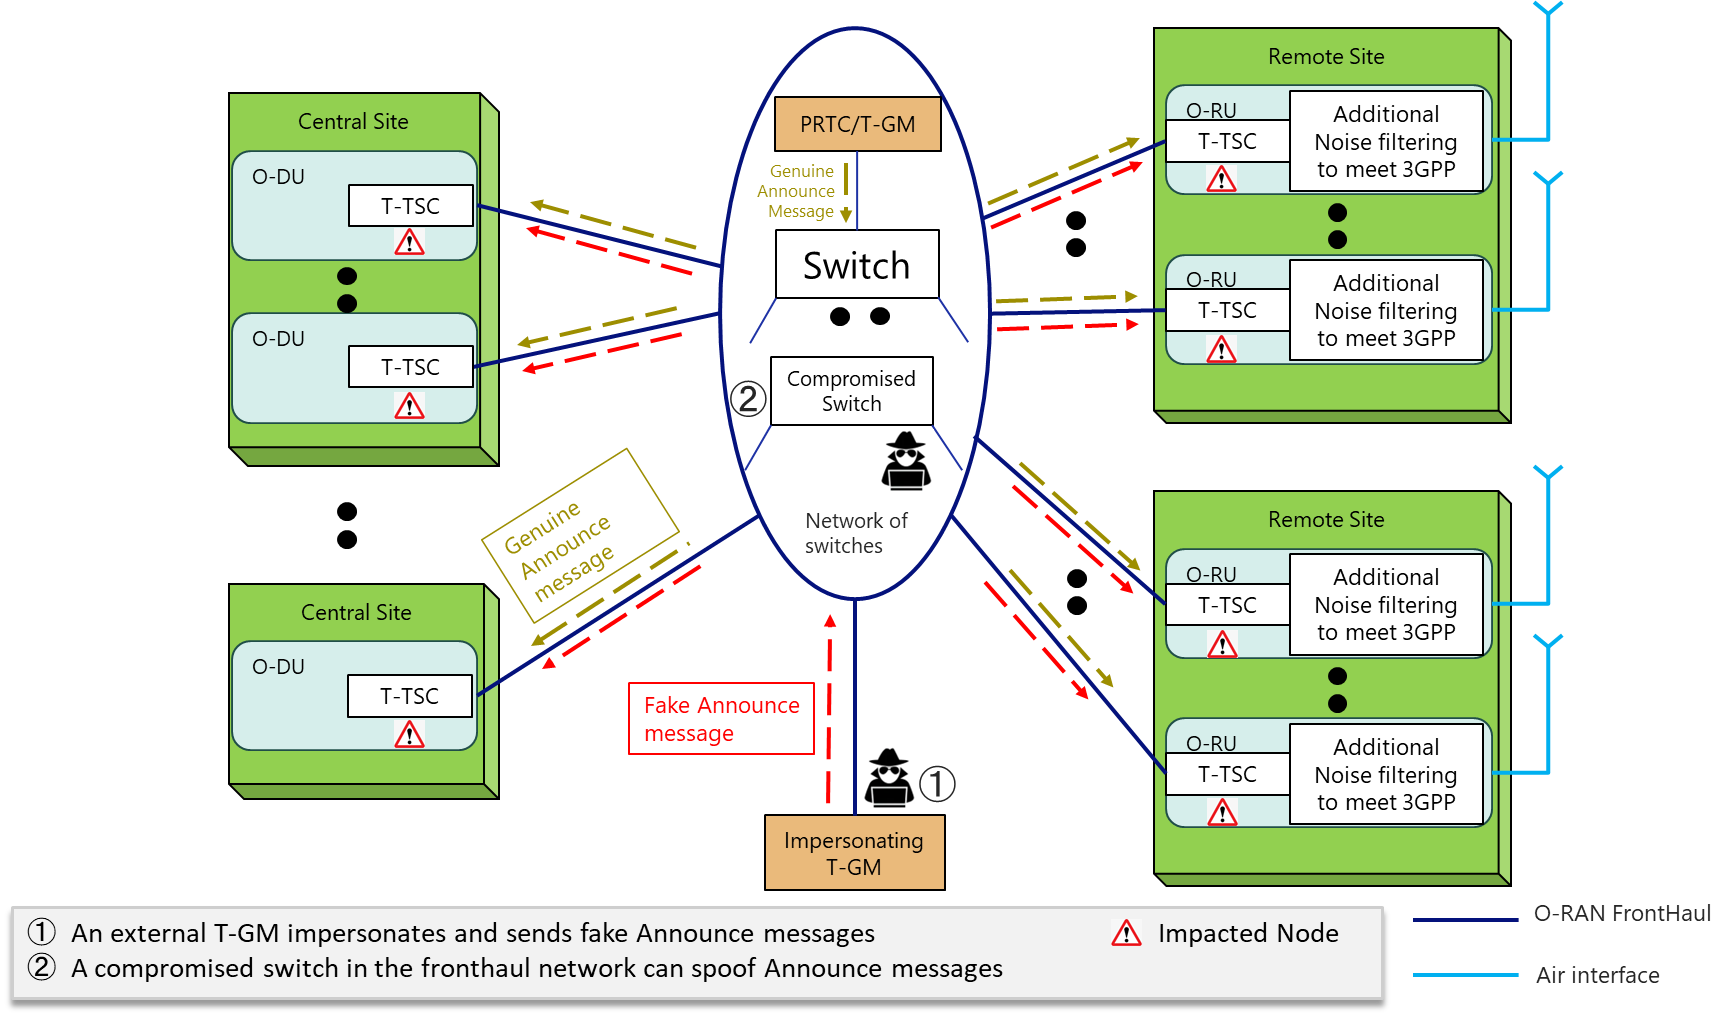 Central Site
O-DU
T-TSC
O-DU
T-TSC
Central Site
O-DU
T-TSC
PRTC/T-GM
Genuine
Announce
Message
Switch
②
Compromised
Switch
Network of
switches
Genuine
Announce
message
Fake Announce
message
①
Impersonating
T-GM
Remote Site
O-RU
T-TSC
Additional
Noise filtering
to meet 3GPP
O-RU
T-TSC
Additional
Noise filtering
to meet 3GPP
Remote Site
O-RU
T-TSC
Additional
Noise filtering
to meet 3GPP
O-RU
T-TSC
Additional
Noise filtering
to meet 3GPP
① An external T-GM impersonates and sends fake Announce messages
② A compromised switch in the fronthaul network can spoof Announce messages
Impacted Node
O-RAN FrontHaul
Air interface